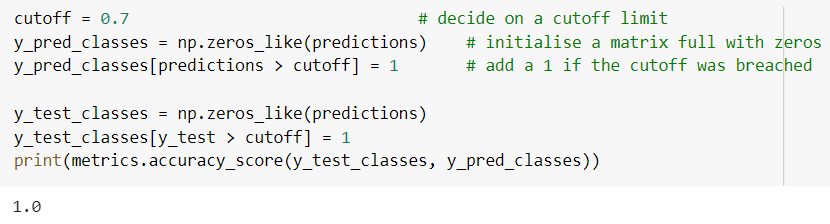 cutoff = 0.7 # decide on a cutoff limit
y_pred_classes = np.zeros_like(predictions) # initialise a matrix full with zeros
y_pred_classes[predictions > cutoff] = 1 # add a 1 if the cutoff was breached
y_test_classes = np.zeros_like(predictions)
y_test_classes[y_test > cutoff] = 1
print(metrics.accuracy_score(y_test_classes, y_pred_classes))
1.0